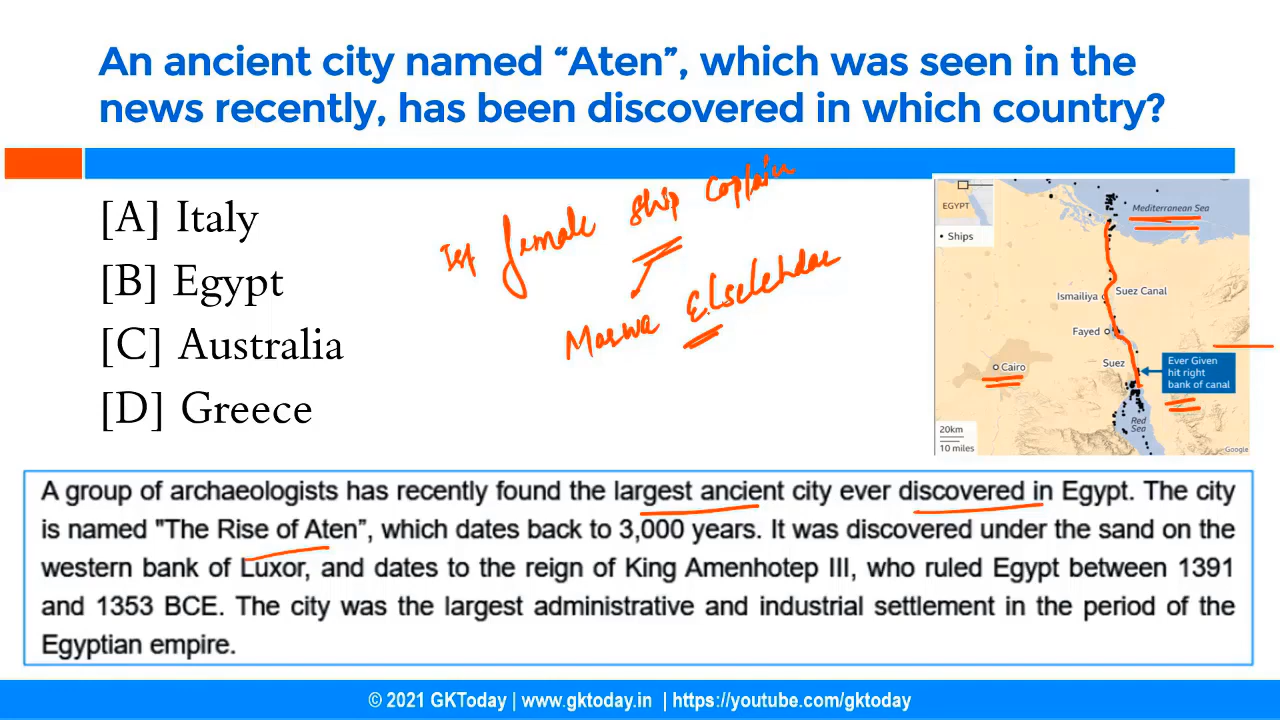 An ancient city named “Aten”, which was seen in the
news recently, has been discovered in which country?
[A] Italy
[B] Egypt
[C] Australia
[D] Greece
1st female ship Captain
Marwa Elselehdar
EGYPT
Mediterranean Sea
• Ships
Suez Canal
Ismailiya
Fayed
Suez
Cairo
Ever Given
hit right
bank of canal
Red
Sea
20km
10 miles
Google
A group of archaeologists has recently found the largest ancient city ever discovered in Egypt. The city
is named "The Rise of Aten”, which dates back to 3,000 years. It was discovered under the sand on the
western bank of Luxor, and dates to the reign of King Amenhotep III, who ruled Egypt between 1391
and 1353 BCE. The city was the largest administrative and industrial settlement in the period of the
Egyptian empire.
© 2021 GKToday | www.gktoday.in | https://youtube.com/gktoday